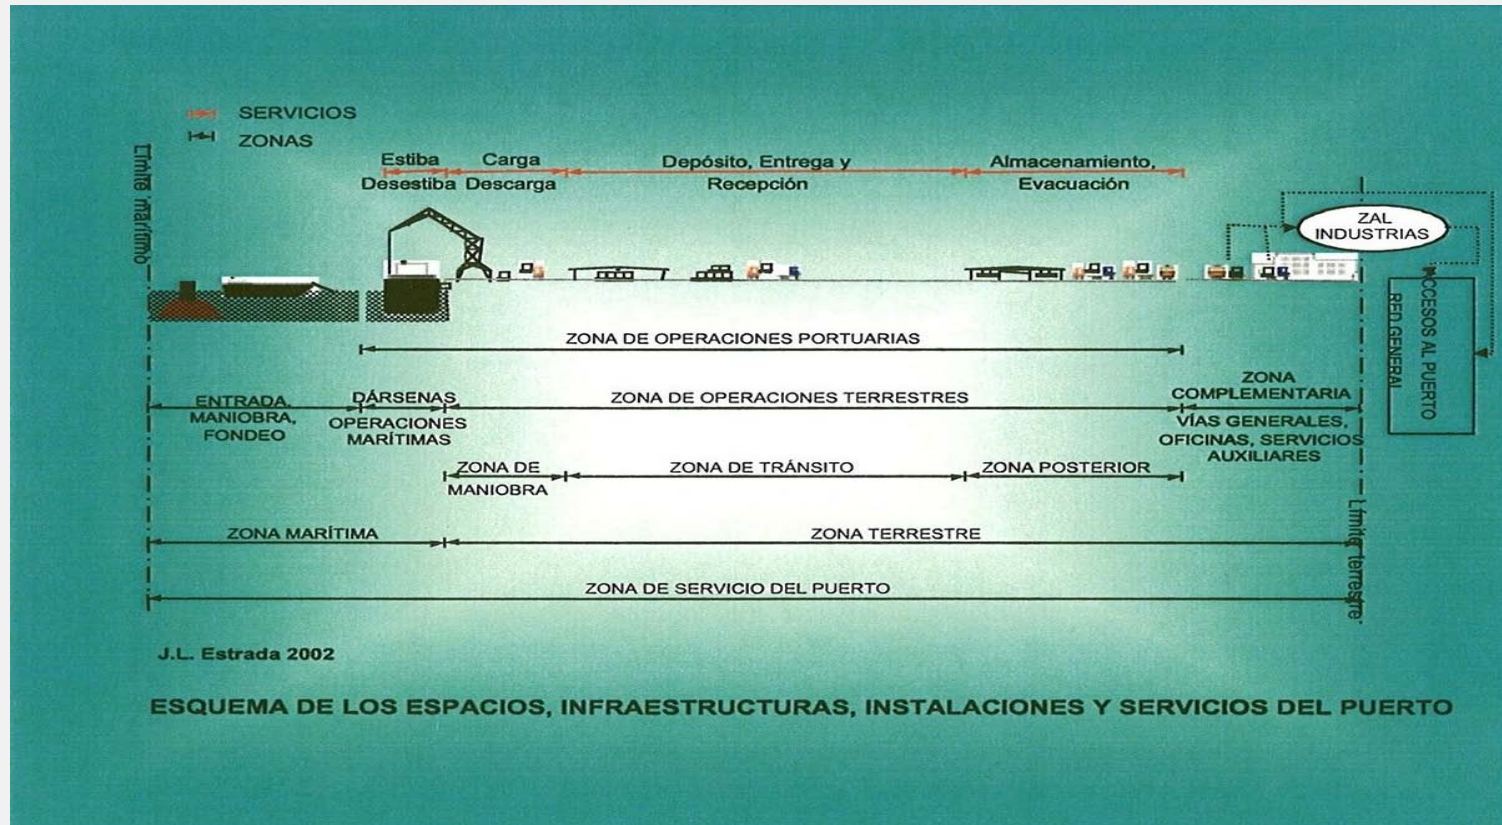 SERVICIOS
ZONAS
Límite marítimo
Estiba
Desestiba
Carga
Descarga
Depósito, Entrega y
Recepción
Almacenamiento,
Evacuación
ZAL
INDUSTRIAS
ACCESOS AL PUERTO
RED GENERAL
ZONA DE OPERACIONES PORTUARIAS
ENTRADA,
MANIOBRA,
FONDEO
DÁRSENAS
OPERACIONES
MARÍTIMAS
ZONA DE OPERACIONES TERRESTRES
ZONA
COMPLEMENTARIA
VÍAS GENERALES,
OFICINAS, SERVICIOS
AUXILIARES
ZONA DE
MANIOBRA
ZONA DE TRÁNSITO
ZONA POSTERIOR
ZONA MARÍTIMA
ZONA TERRESTRE
Límite terrestre
ZONA DE SERVICIO DEL PUERTO
J.L. Estrada 2002
ESQUEMA DE LOS ESPACIOS, INFRAESTRUCTURAS, INSTALACIONES Y SERVICIOS DEL PUERTO